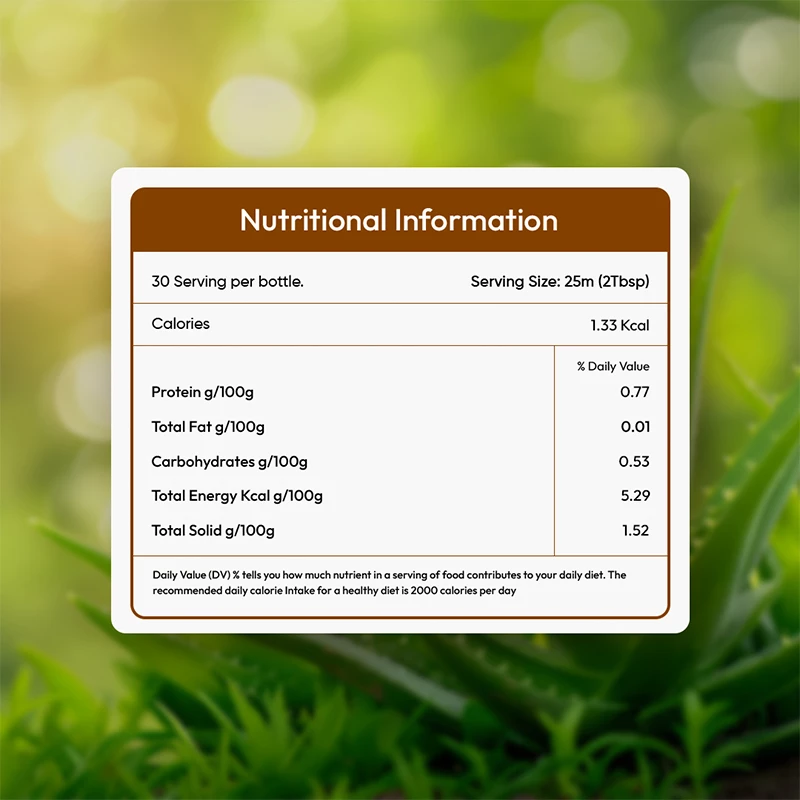 Nutritional Information
30 Serving per bottle. Serving Size: 25m (2Tbsp)
Calories 1.33 Kcal
% Daily Value
Protein g/100g 0.77
Total Fat g/100g 0.01
Carbohydrates g/100g 0.53
Total Energy Kcal g/100g 5.29
Total Solid g/100g 1.52
Daily Value (DV) % tells you how much nutrient in a serving of food contributes to your daily diet. The
recommended daily calorie Intake for a healthy diet is 2000 calories per day